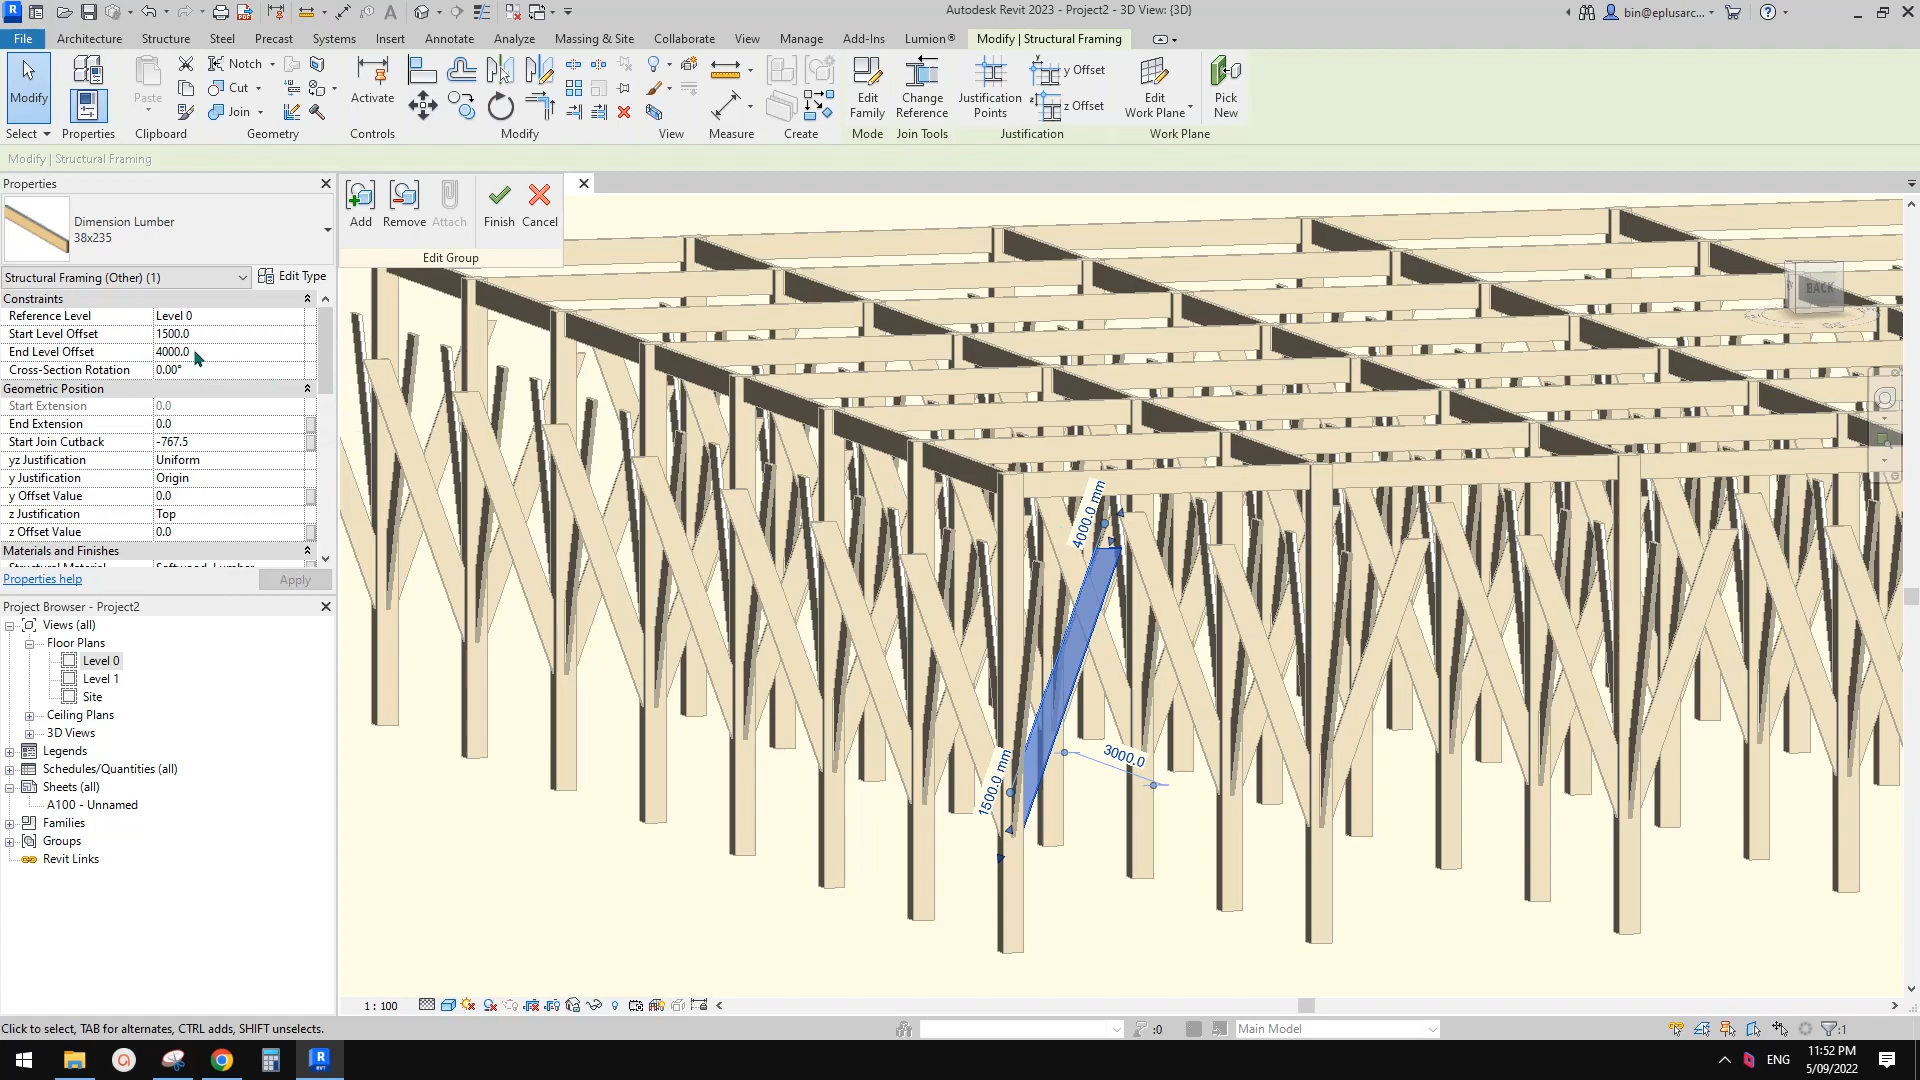 Autodesk Revit 2023 - Project2 - 3D View: {3D}
bin@eplusarc...
File
Architecture
Structure
Steel
Precast
Systems
Insert
Annotate
Analyze
Massing & Site
Collaborate
View
Manage
Add-Ins
Lumion®
Modify | Structural Framing
Modify
Paste
Notch
Cut
Join
Activate
Edit
Family
Change
Reference
Justification
Points
y Offset
z Offset
Edit
Work Plane
Pick
New
Select
Properties
Clipboard
Geometry
Controls
Modify
View
Measure
Create
Mode
Join Tools
Justification
Work Plane
Modify | Structural Framing
Properties
Dimension Lumber
38x235
Structural Framing (Other) (1)
Edit Type
Constraints
Reference Level Level 0
Start Level Offset 1500.0
End Level Offset 4000.0
Cross-Section Rotation 0.00°
Geometric Position
Start Extension 0.0
End Extension 0.0
Start Join Cutback -767.5
yz Justification Uniform
y Justification Origin
y Offset Value 0.0
z Justification Top
z Offset Value 0.0
Materials and Finishes
Properties help
Apply
Add
Remove
Attach
Finish
Cancel
Edit Group
BACK
4000.0 mm
1500.0 mm
3000.0
Project Browser - Project2
Views (all)
Floor Plans
Level 0
Level 1
Site
Ceiling Plans
3D Views
Legends
Schedules/Quantities (all)
Sheets (all)
A100 - Unnamed
Families
Groups
Revit Links
1 : 100
Click to select, TAB for alternates, CTRL adds, SHIFT unselects.
:0
Main Model
:1
ENG
11:52 PM
5/09/2022